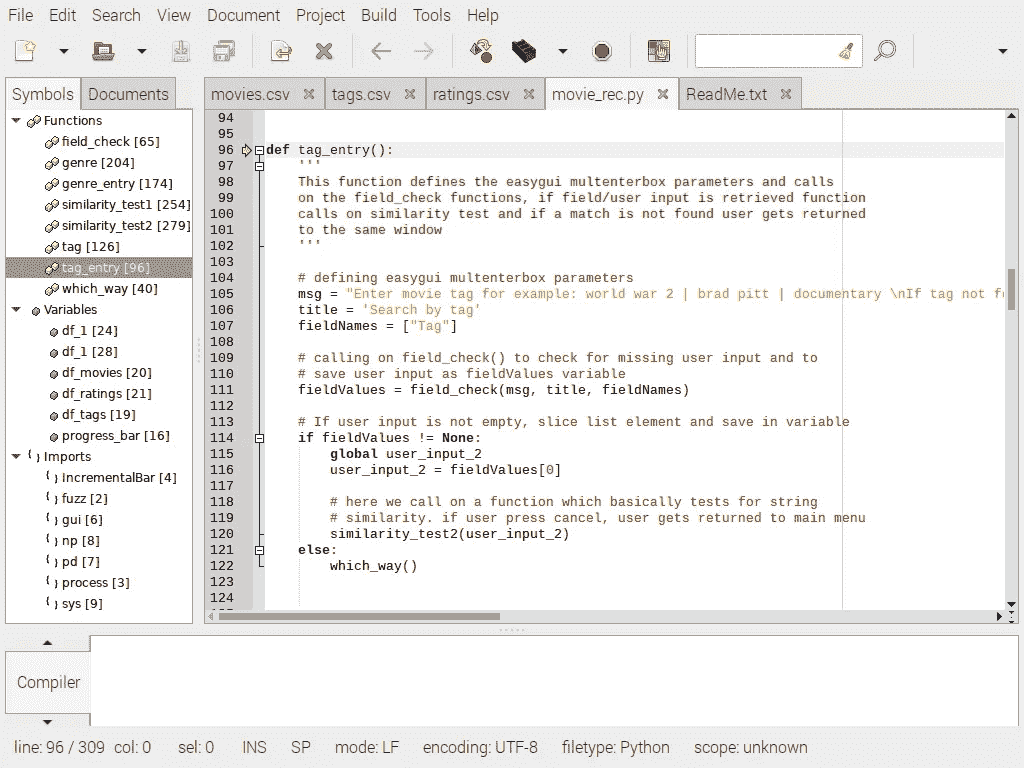 File Edit Search View Document Project Build Tools Help
Symbols Documents
movies.csv tags.csv ratings.csv movie_rec.py ReadMe.txt
Functions
field_check [65]
genre [204]
genre_entry [174]
similarity_test1 [254]
similarity_test2 [279]
tag [126]
tag_entry [96]
which_way [40]
Variables
df_1 [24]
df_1 [28]
df_movies [20]
df_ratings [21]
df_tags [19]
progress_bar [16]
Imports
IncrementalBar [4]
fuzz [2]
gui [6]
np [8]
pd [7]
process [3]
sys [9]
94
95
96 def tag_entry():
97 '''
98 This function defines the easygui multenterbox parameters and calls
99 on the field_check functions, if field/user input is retrieved function
100 calls on similarity test and if a match is not found user gets returned
101 to the same window
102 '''
103
104 # defining easygui multenterbox parameters
105 msg = "Enter movie tag for example: world war 2 | brad pitt | documentary \nIf tag not f
106 title = 'Search by tag'
107 fieldNames = ["Tag"]
108
109 # calling on field_check() to check for missing user input and to
110 # save user input as fieldValues variable
111 fieldValues = field_check(msg, title, fieldNames)
112
113 # If user input is not empty, slice list element and save in variable
114 if fieldValues != None:
115 global user_input_2
116 user_input_2 = fieldValues[0]
117
118 # here we call on a function which basically tests for string
119 # similarity. if user press cancel, user gets returned to main menu
120 similarity_test2(user_input_2)
121 else:
122 which_way()
123
124
Compiler
line: 96 / 309 col: 0 sel: 0 INS SP mode: LF encoding: UTF-8 filetype: Python scope: unknown